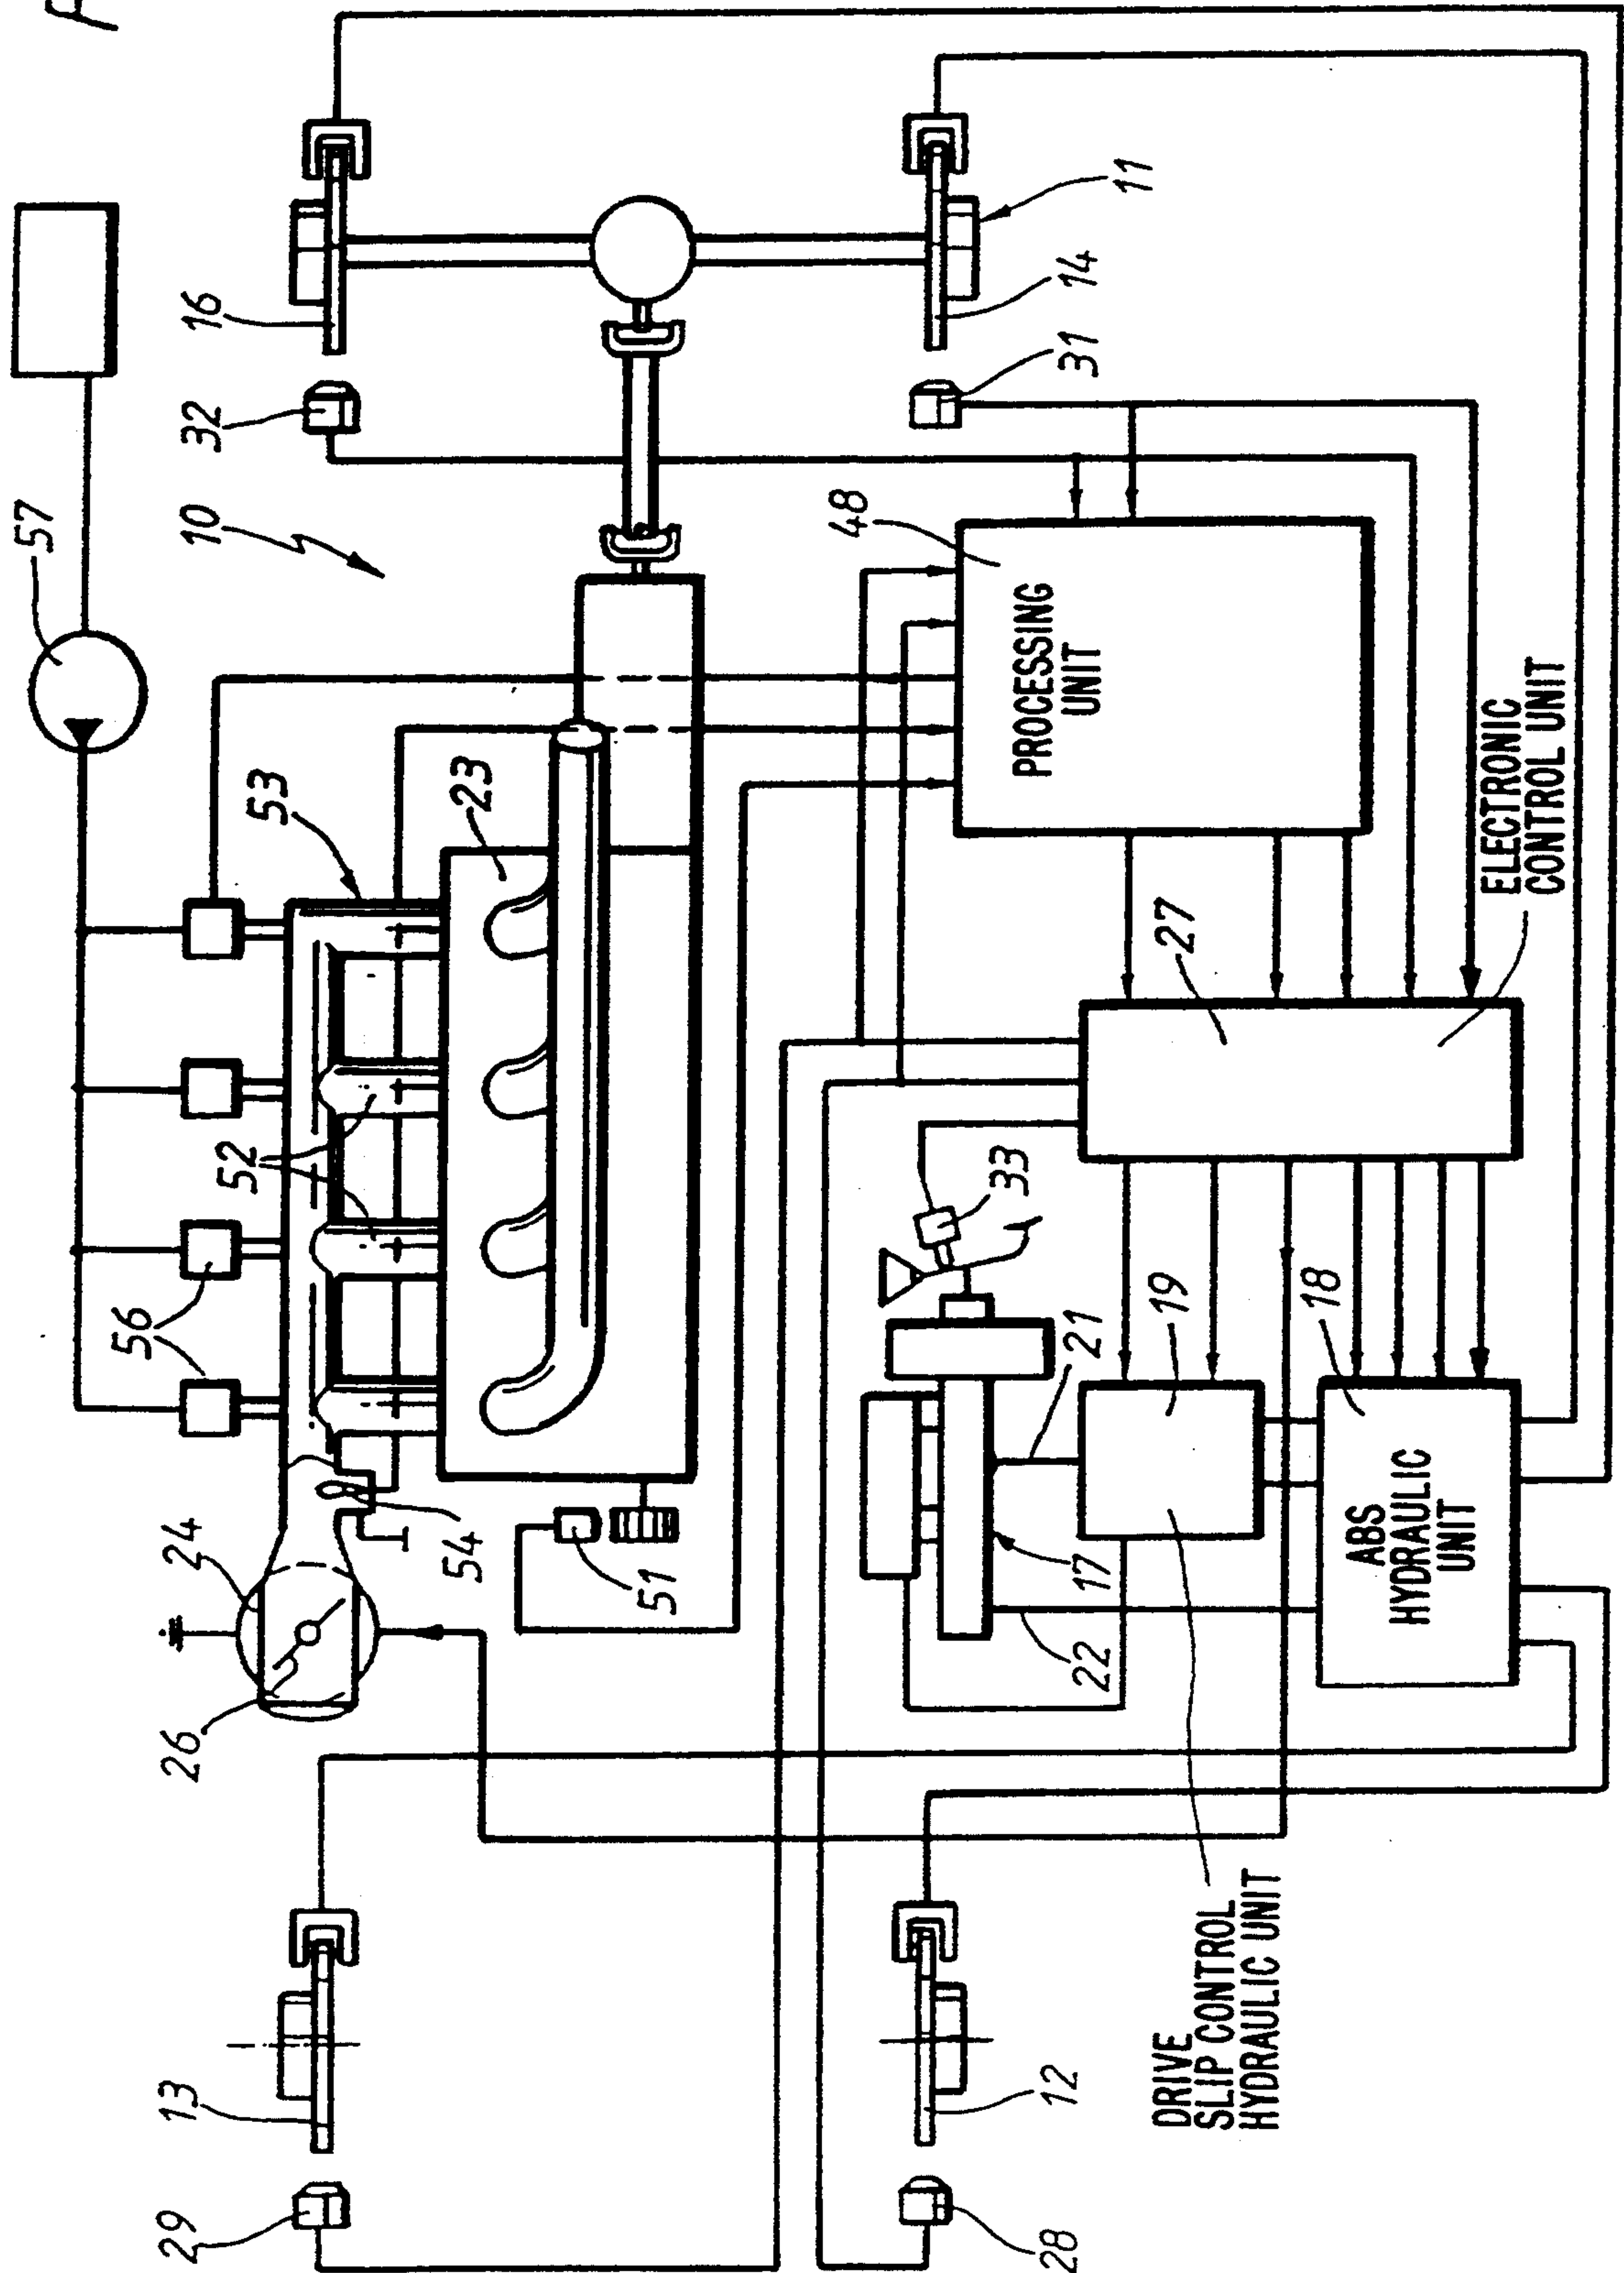 57
10
16
32
11
14
31
48
PROCESSING
UNIT
53
23
52
56
27
ELECTRONIC
CONTROL UNIT
33
21
19
18
ABS
HYDRAULIC
UNIT
17
22
24
54
51
26
13
29
12
28
DRIVE
SLIP CONTROL
HYDRAULIC UNIT